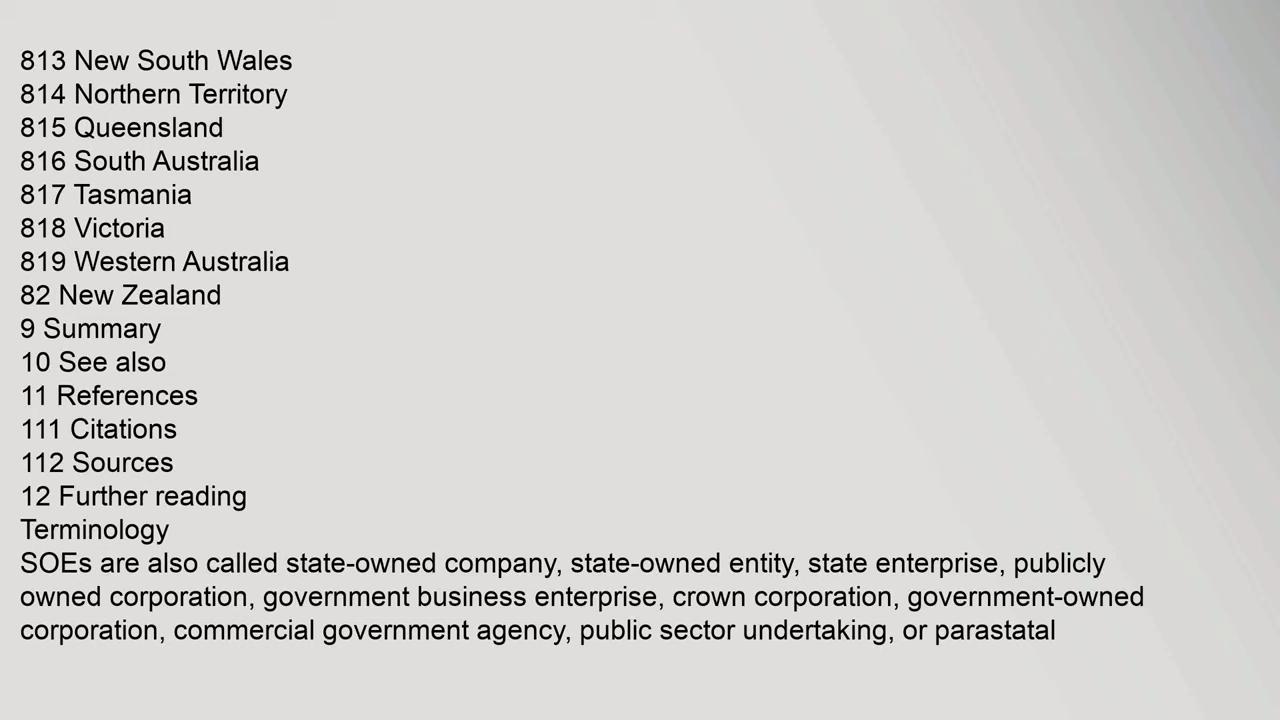 813 New South Wales
814 Northern Territory
815 Queensland
816 South Australia
817 Tasmania
818 Victoria
819 Western Australia
82 New Zealand
9 Summary
10 See also
11 References
111 Citations
112 Sources
12 Further reading
Terminology
SOEs are also called state-owned company, state-owned entity, state enterprise, publicly
owned corporation, government business enterprise, crown corporation, government-owned
corporation, commercial government agency, public sector undertaking, or parastatal